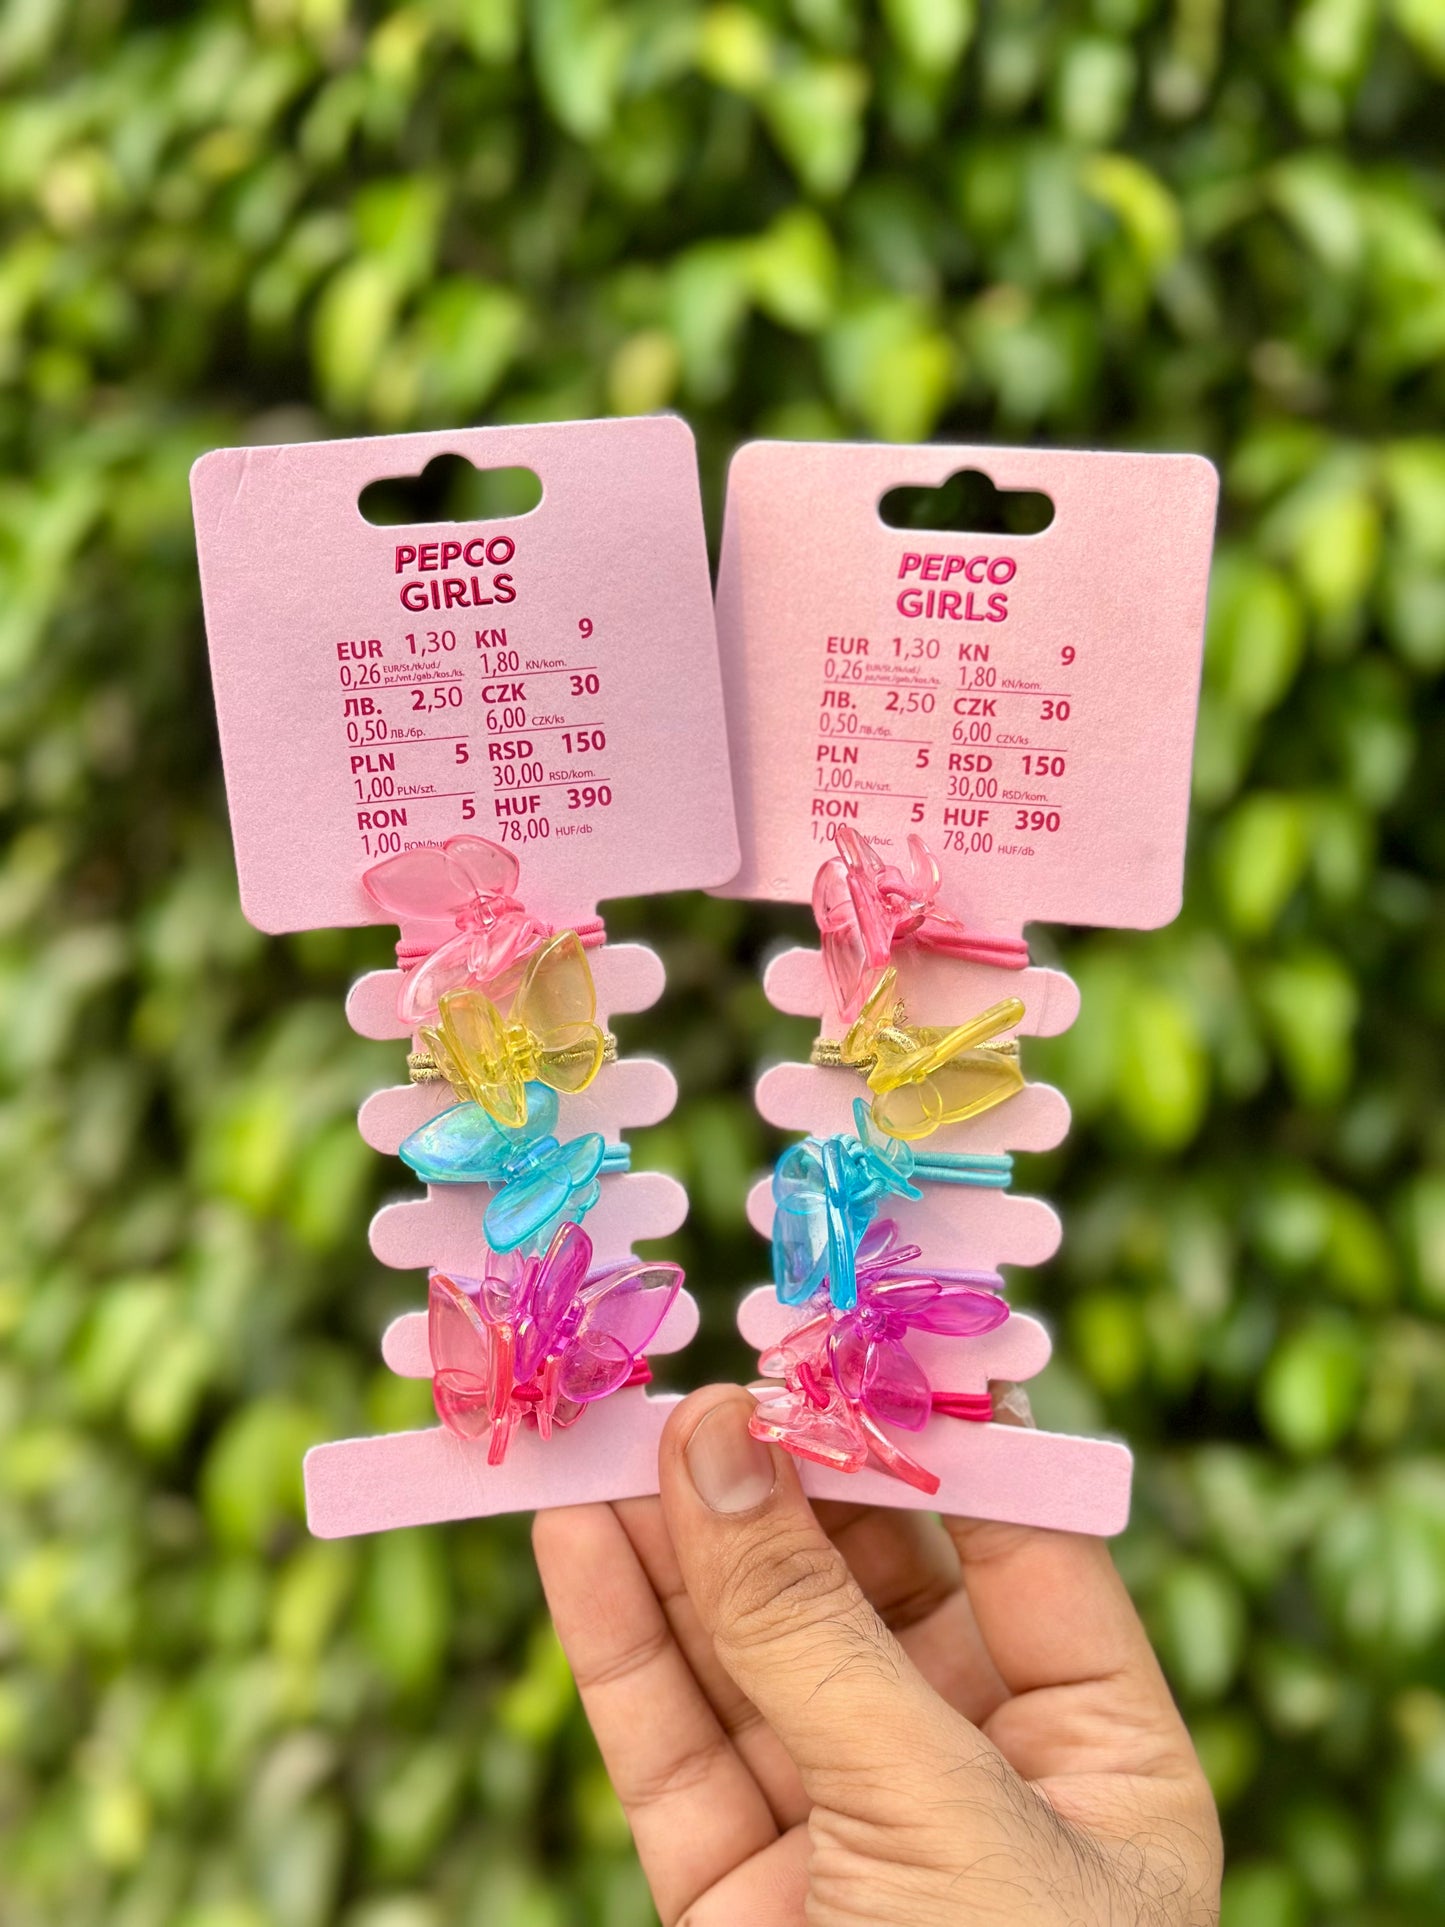 PEPCO
GIRLS
EUR 1,30 KN 9
0,26 EUR/St./tk/ud./ pz./vnt./gab./kos./ks. 1,80 KN/kom.
ЛВ. 2,50 CZK 30
0,50 ЛВ./бр. 6,00 CZK/ks
PLN 5 RSD 150
1,00 PLN/szt. 30,00 RSD/kom.
RON 5 HUF 390
1,00 RON/buc 78,00 HUF/db
PEPCO
GIRLS
EUR 1,30 KN 9
0,26 EUR/St./tk/ud./ pz./vnt./gab./kos./ks. 1,80 KN/kom.
ЛВ. 2,50 CZK 30
0,50 ЛВ./бр. 6,00 CZK/ks
PLN 5 RSD 150
1,00 PLN/szt. 30,00 RSD/kom.
RON 5 HUF 390
1,00 N/buc. 78,00 HUF/db